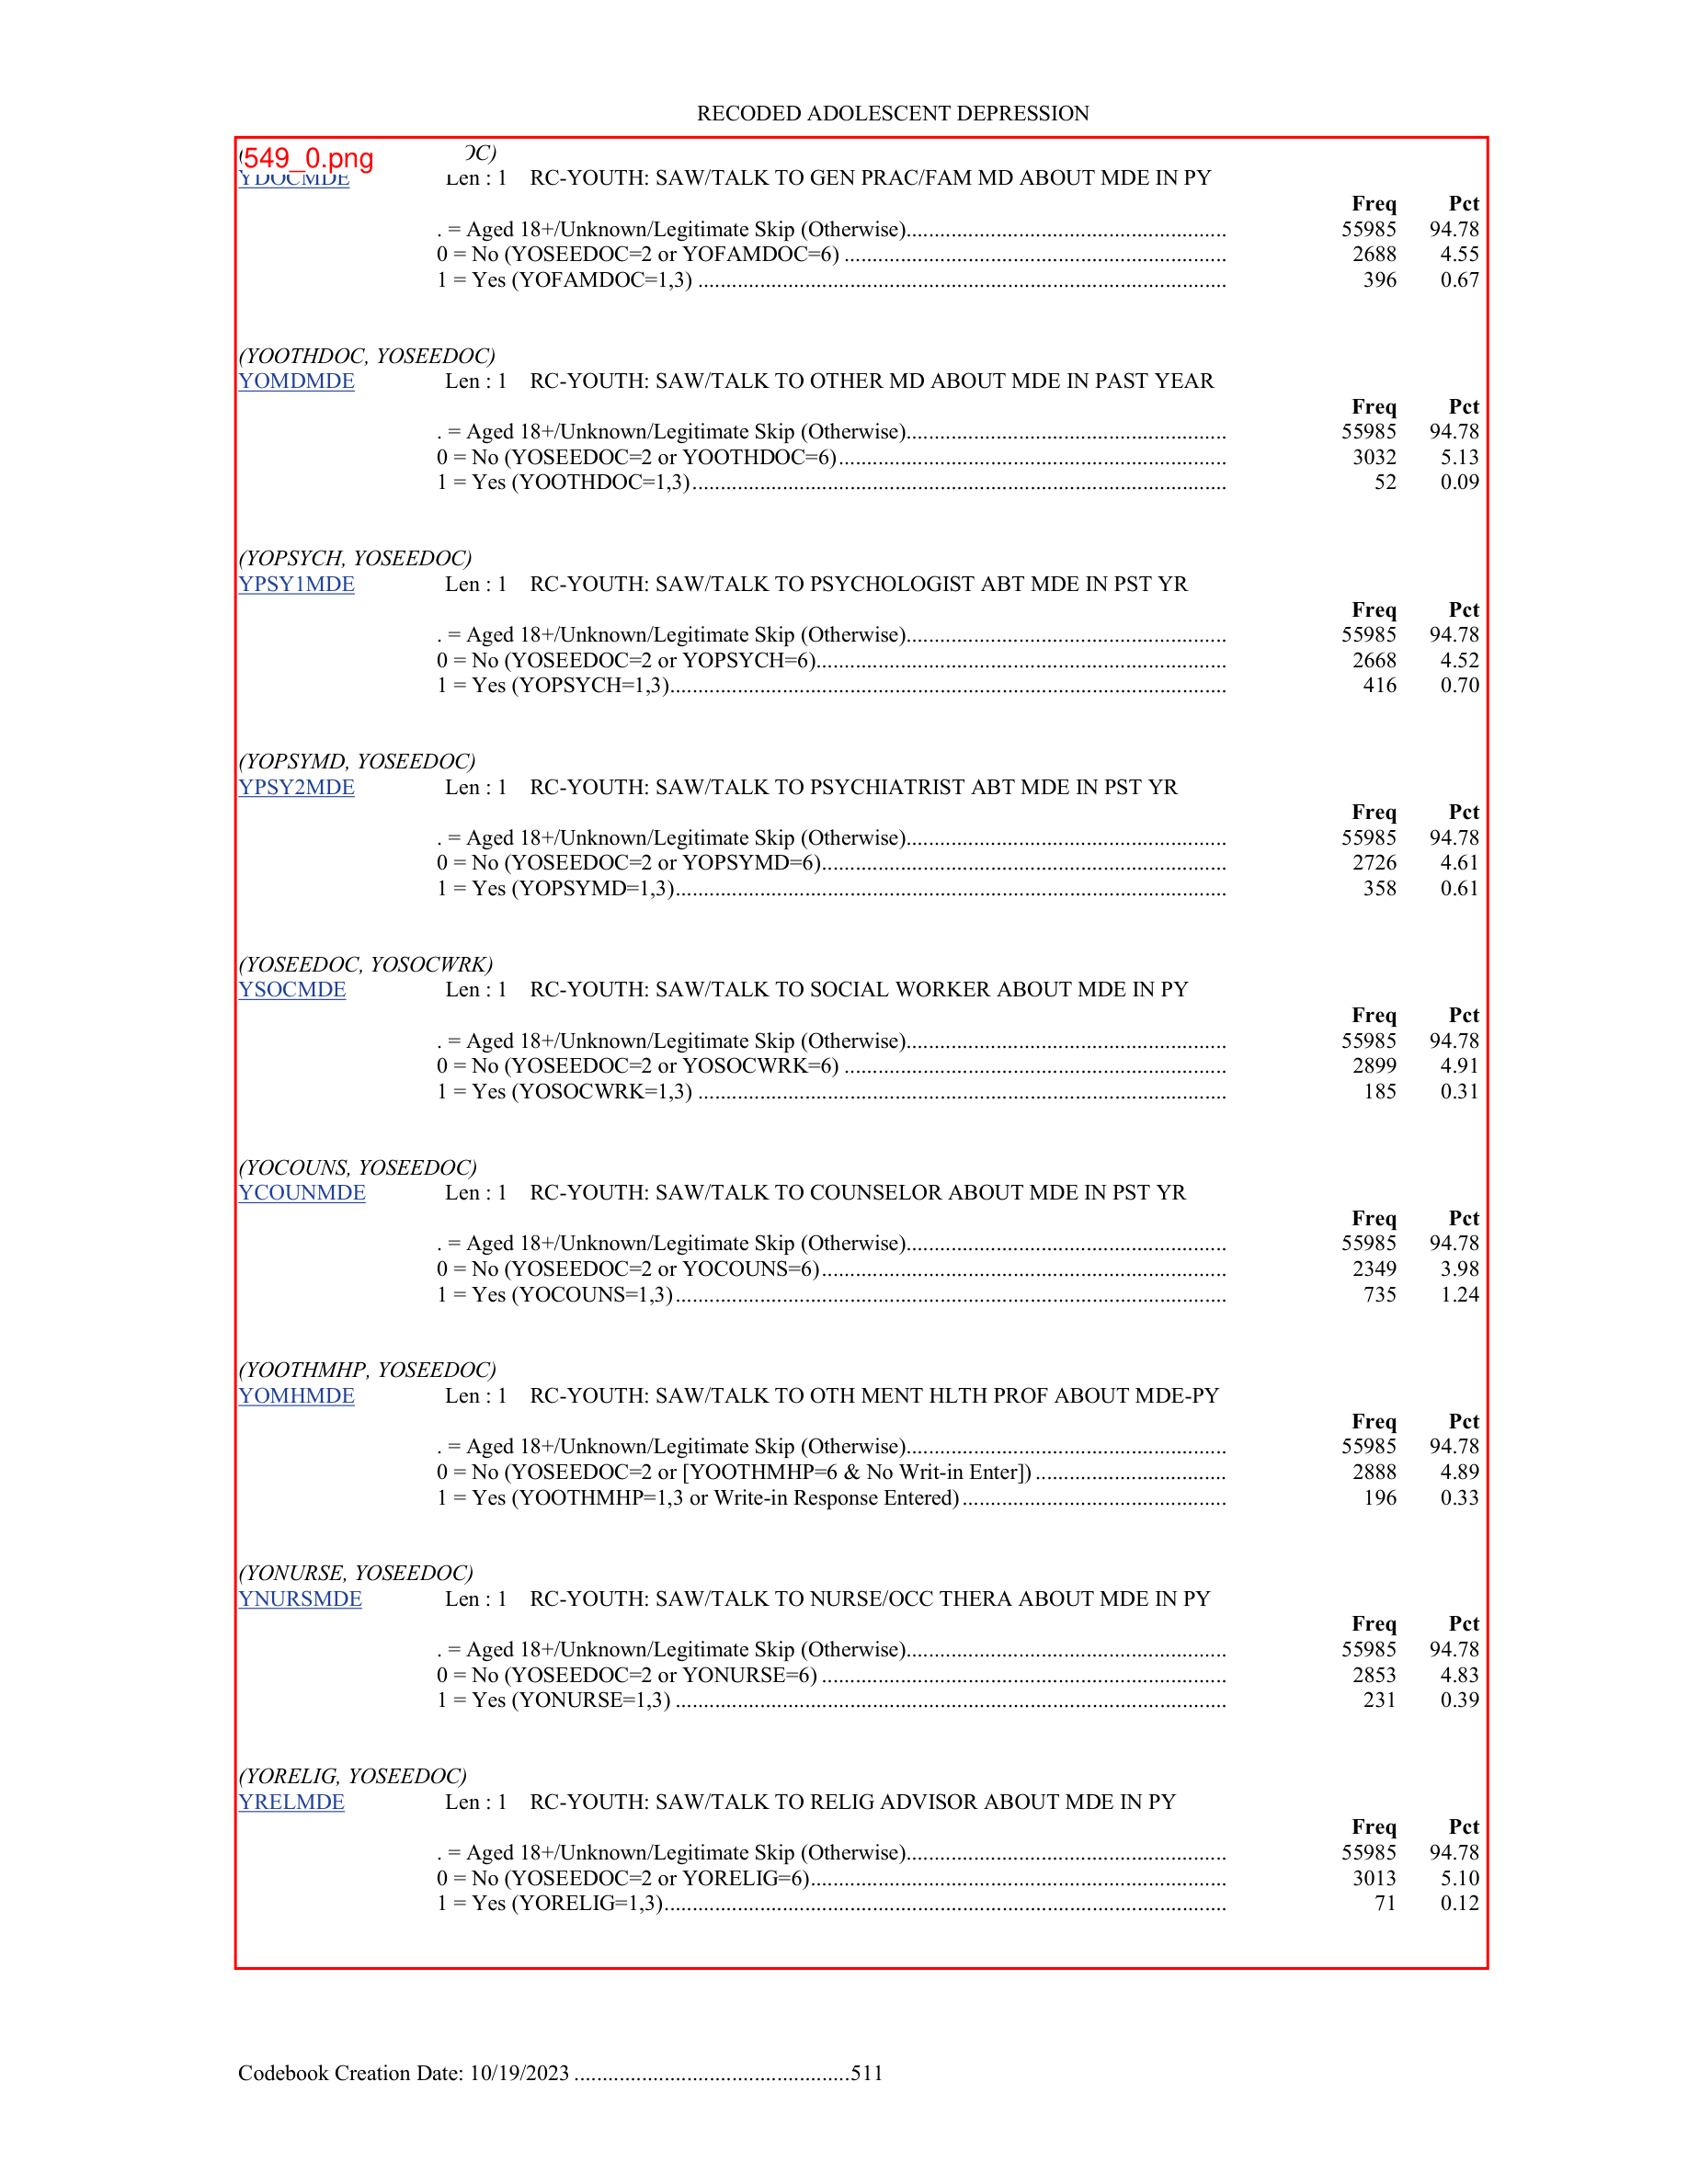 RECODED ADOLESCENT DEPRESSION
549_0.png OC)
YDOCMDE Len : 1 RC-YOUTH: SAW/TALK TO GEN PRAC/FAM MD ABOUT MDE IN PY
Freq Pct
. = Aged 18+/Unknown/Legitimate Skip (Otherwise)......................................................... 55985 94.78
0 = No (YOSEEDOC=2 or YOFAMDOC=6) .................................................................... 2688 4.55
1 = Yes (YOFAMDOC=1,3) .............................................................................................. 396 0.67
(YOOTHDOC, YOSEEDOC)
YOMDMDE Len : 1 RC-YOUTH: SAW/TALK TO OTHER MD ABOUT MDE IN PAST YEAR
Freq Pct
. = Aged 18+/Unknown/Legitimate Skip (Otherwise)......................................................... 55985 94.78
0 = No (YOSEEDOC=2 or YOOTHDOC=6)..................................................................... 3032 5.13
1 = Yes (YOOTHDOC=1,3)............................................................................................... 52 0.09
(YOPSYCH, YOSEEDOC)
YPSY1MDE Len : 1 RC-YOUTH: SAW/TALK TO PSYCHOLOGIST ABT MDE IN PST YR
Freq Pct
. = Aged 18+/Unknown/Legitimate Skip (Otherwise)......................................................... 55985 94.78
0 = No (YOSEEDOC=2 or YOPSYCH=6)......................................................................... 2668 4.52
1 = Yes (YOPSYCH=1,3)................................................................................................... 416 0.70
(YOPSYMD, YOSEEDOC)
YPSY2MDE Len : 1 RC-YOUTH: SAW/TALK TO PSYCHIATRIST ABT MDE IN PST YR
Freq Pct
. = Aged 18+/Unknown/Legitimate Skip (Otherwise)......................................................... 55985 94.78
0 = No (YOSEEDOC=2 or YOPSYMD=6)........................................................................ 2726 4.61
1 = Yes (YOPSYMD=1,3).................................................................................................. 358 0.61
(YOSEEDOC, YOSOCWRK)
YSOCMDE Len : 1 RC-YOUTH: SAW/TALK TO SOCIAL WORKER ABOUT MDE IN PY
Freq Pct
. = Aged 18+/Unknown/Legitimate Skip (Otherwise)......................................................... 55985 94.78
0 = No (YOSEEDOC=2 or YOSOCWRK=6) .................................................................... 2899 4.91
1 = Yes (YOSOCWRK=1,3) .............................................................................................. 185 0.31
(YOCOUNS, YOSEEDOC)
YCOUNMDE Len : 1 RC-YOUTH: SAW/TALK TO COUNSELOR ABOUT MDE IN PST YR
Freq Pct
. = Aged 18+/Unknown/Legitimate Skip (Otherwise)......................................................... 55985 94.78
0 = No (YOSEEDOC=2 or YOCOUNS=6)........................................................................ 2349 3.98
1 = Yes (YOCOUNS=1,3).................................................................................................. 735 1.24
(YOOTHMHP, YOSEEDOC)
YOMHMDE Len : 1 RC-YOUTH: SAW/TALK TO OTH MENT HLTH PROF ABOUT MDE-PY
Freq Pct
. = Aged 18+/Unknown/Legitimate Skip (Otherwise)......................................................... 55985 94.78
0 = No (YOSEEDOC=2 or [YOOTHMHP=6 & No Writ-in Enter]) .................................. 2888 4.89
1 = Yes (YOOTHMHP=1,3 or Write-in Response Entered)............................................... 196 0.33
(YONURSE, YOSEEDOC)
YNURSMDE Len : 1 RC-YOUTH: SAW/TALK TO NURSE/OCC THERA ABOUT MDE IN PY
Freq Pct
. = Aged 18+/Unknown/Legitimate Skip (Otherwise)......................................................... 55985 94.78
0 = No (YOSEEDOC=2 or YONURSE=6) ........................................................................ 2853 4.83
1 = Yes (YONURSE=1,3) .................................................................................................. 231 0.39
(YORELIG, YOSEEDOC)
YRELMDE Len : 1 RC-YOUTH: SAW/TALK TO RELIG ADVISOR ABOUT MDE IN PY
Freq Pct
. = Aged 18+/Unknown/Legitimate Skip (Otherwise)......................................................... 55985 94.78
0 = No (YOSEEDOC=2 or YORELIG=6).......................................................................... 3013 5.10
1 = Yes (YORELIG=1,3).................................................................................................... 71 0.12
Codebook Creation Date: 10/19/2023 .................................................511